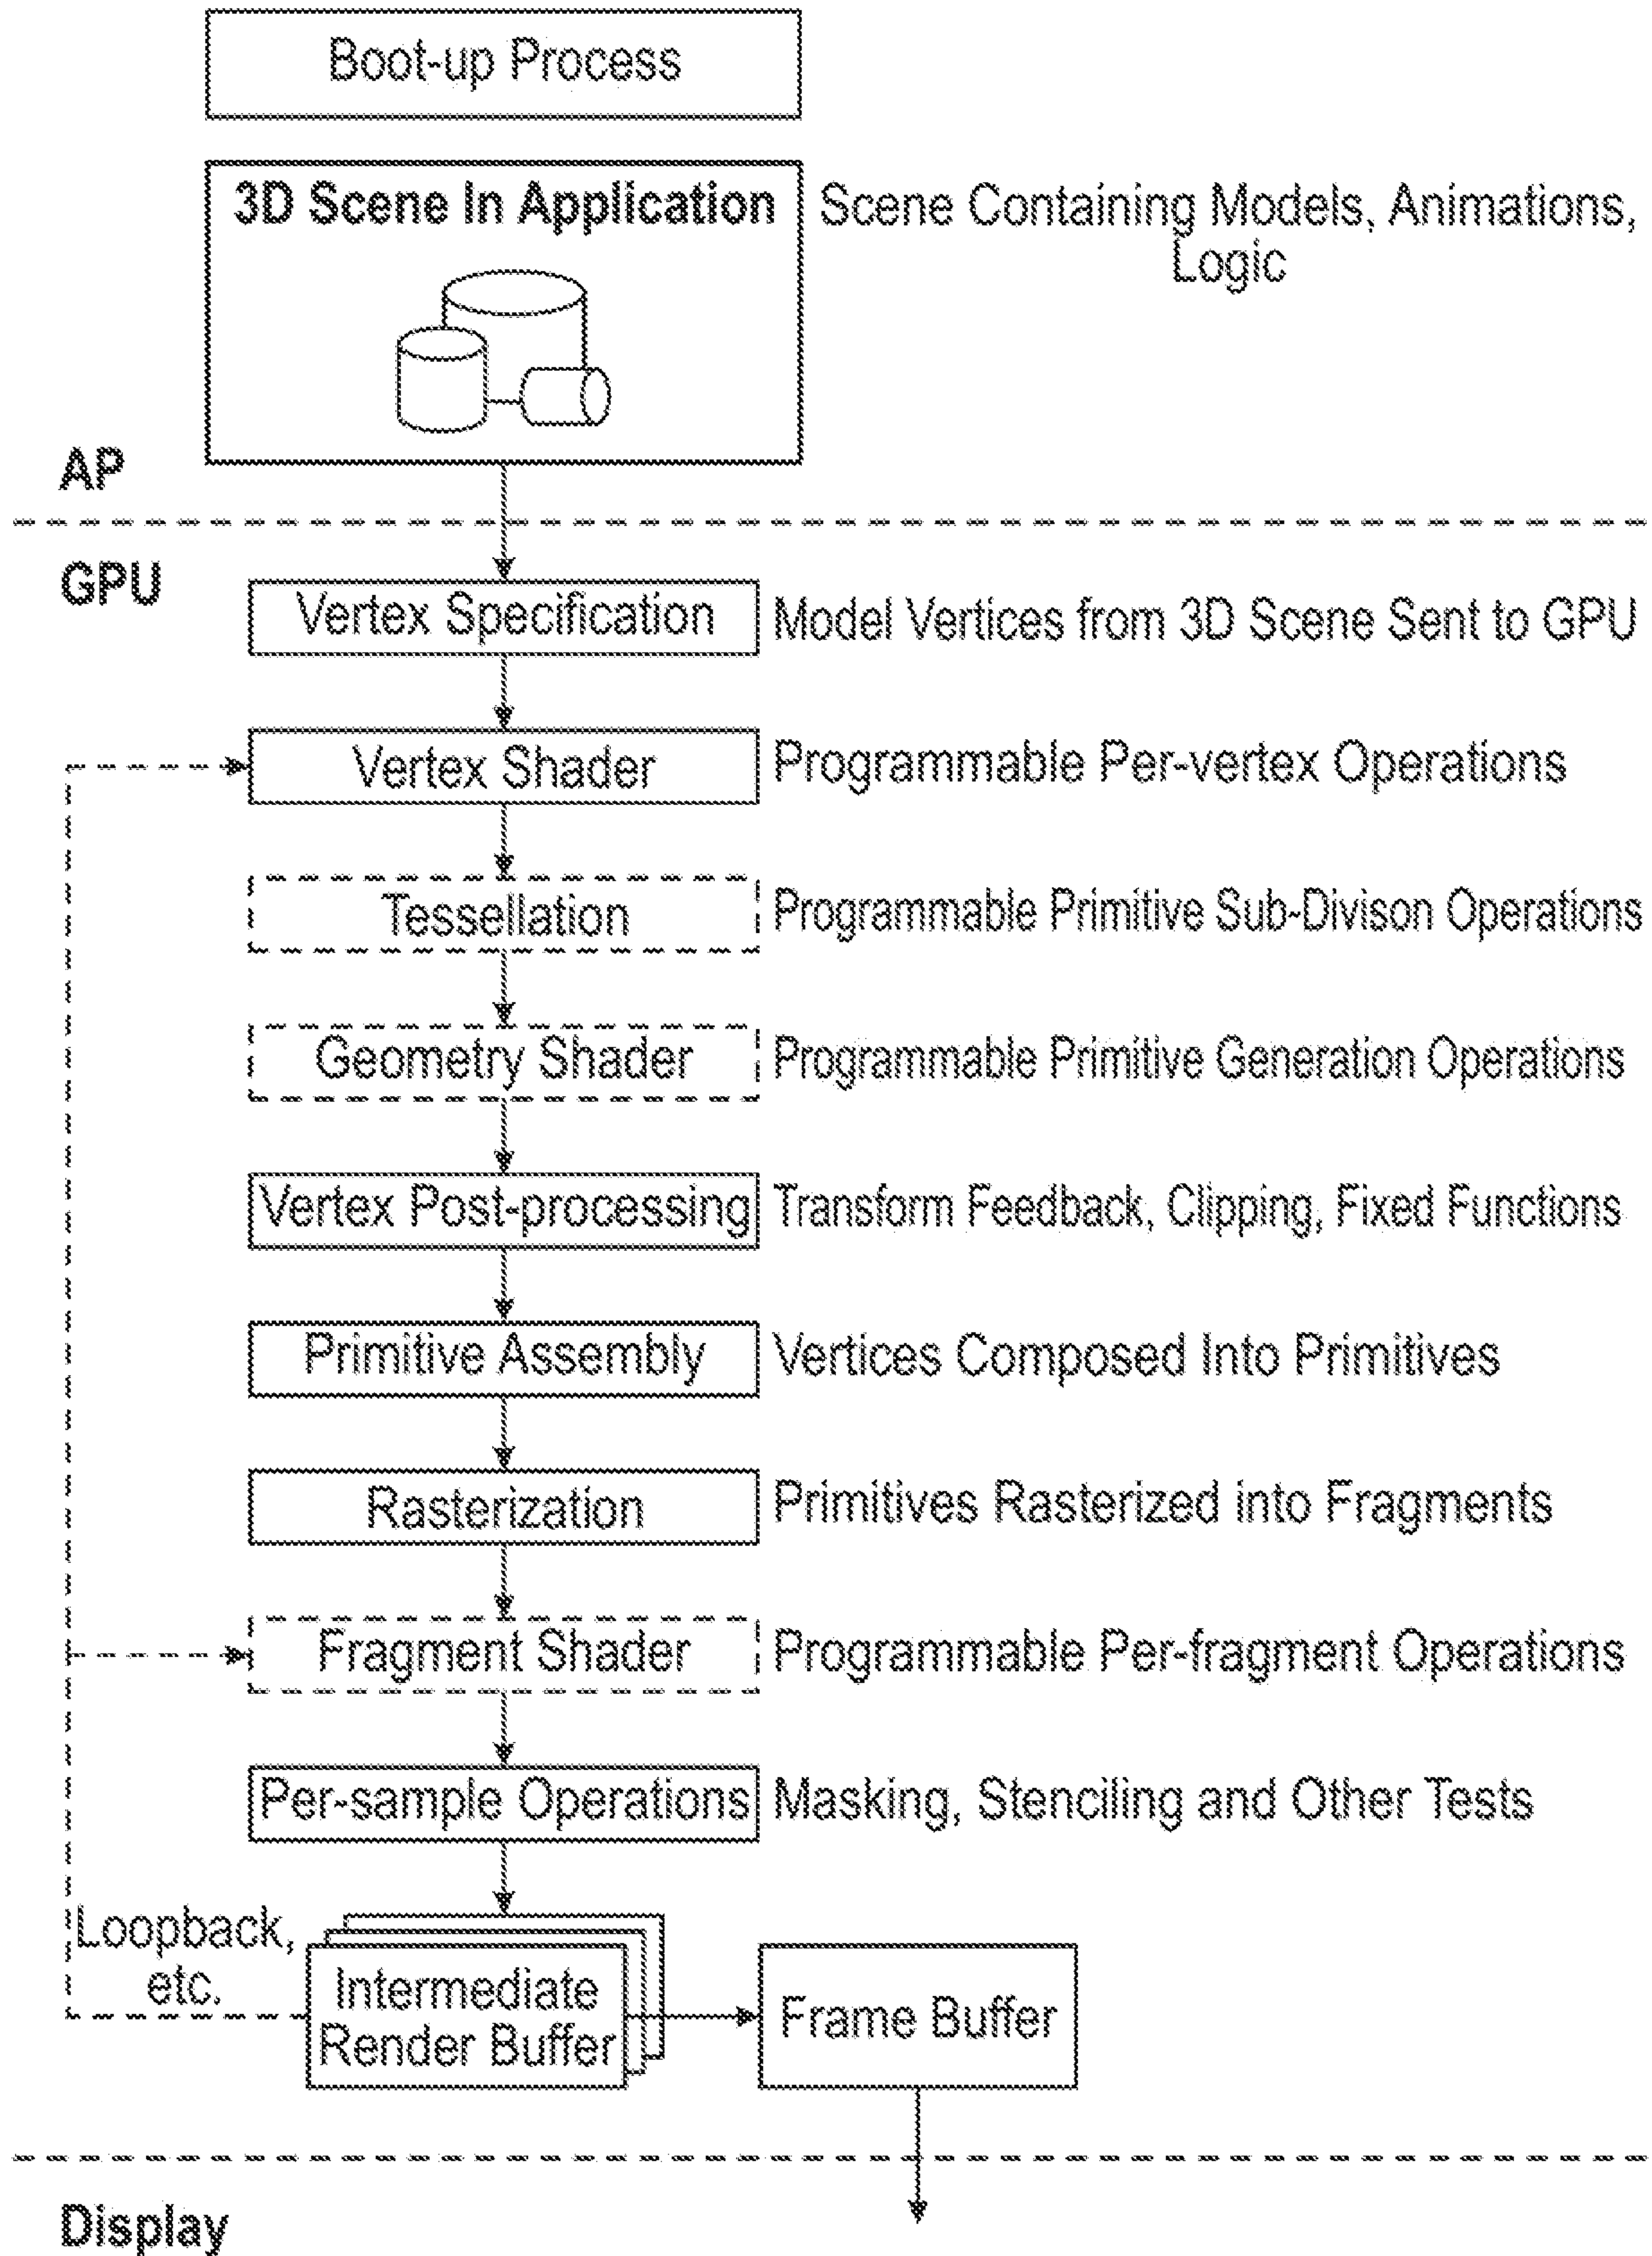 Boot-up Process
3D Scene In Application
Scene Containing Models, Animations,
Logic
AP
GPU
Vertex Specification
Model Vertices from 3D Scene Sent to GPU
Vertex Shader
Programmable Per-vertex Operations
Tessellation
Programmable Primitive Sub-Divison Operations
Geometry Shader
Programmable Primitive Generation Operations
Vertex Post-processing
Transform Feedback, Clipping, Fixed Functions
Primitive Assembly
Vertices Composed Into Primitives
Rasterization
Primitives Rasterized into Fragments
Fragment Shader
Programmable Per-fragment Operations
Per-sample Operations
Masking, Stenciling and Other Tests
Loopback,
etc.
Intermediate
Render Buffer
Frame Buffer
Display